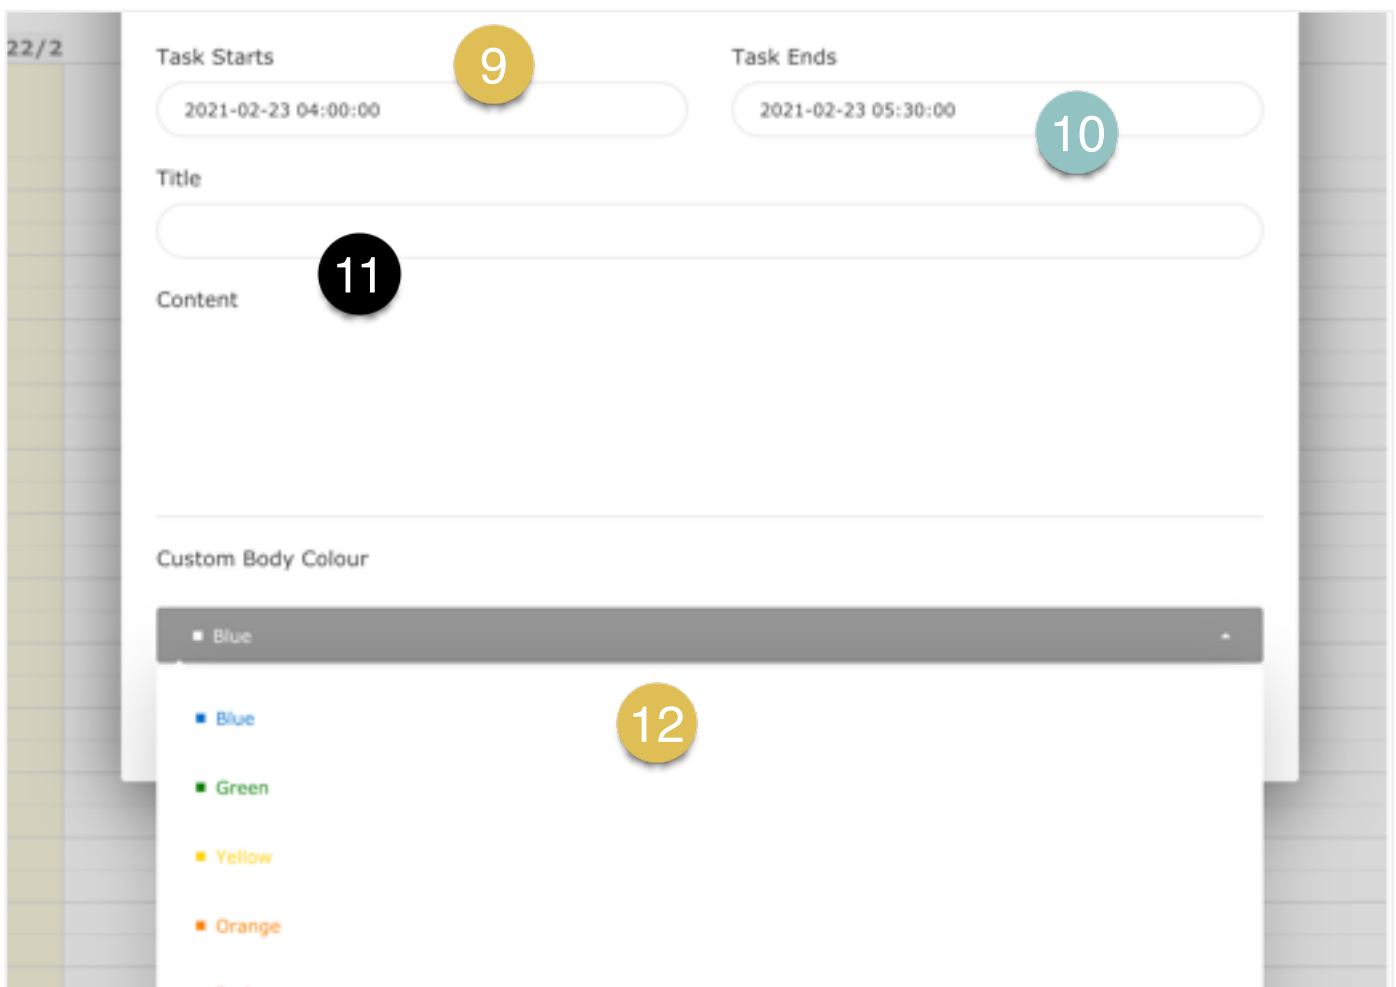 22/2
Task Starts
9
Task Ends
2021-02-23 04:00:00
2021-02-23 05:30:00
10
Title
11
Content
Custom Body Colour
Blue
Blue
12
Green
Yellow
Orange